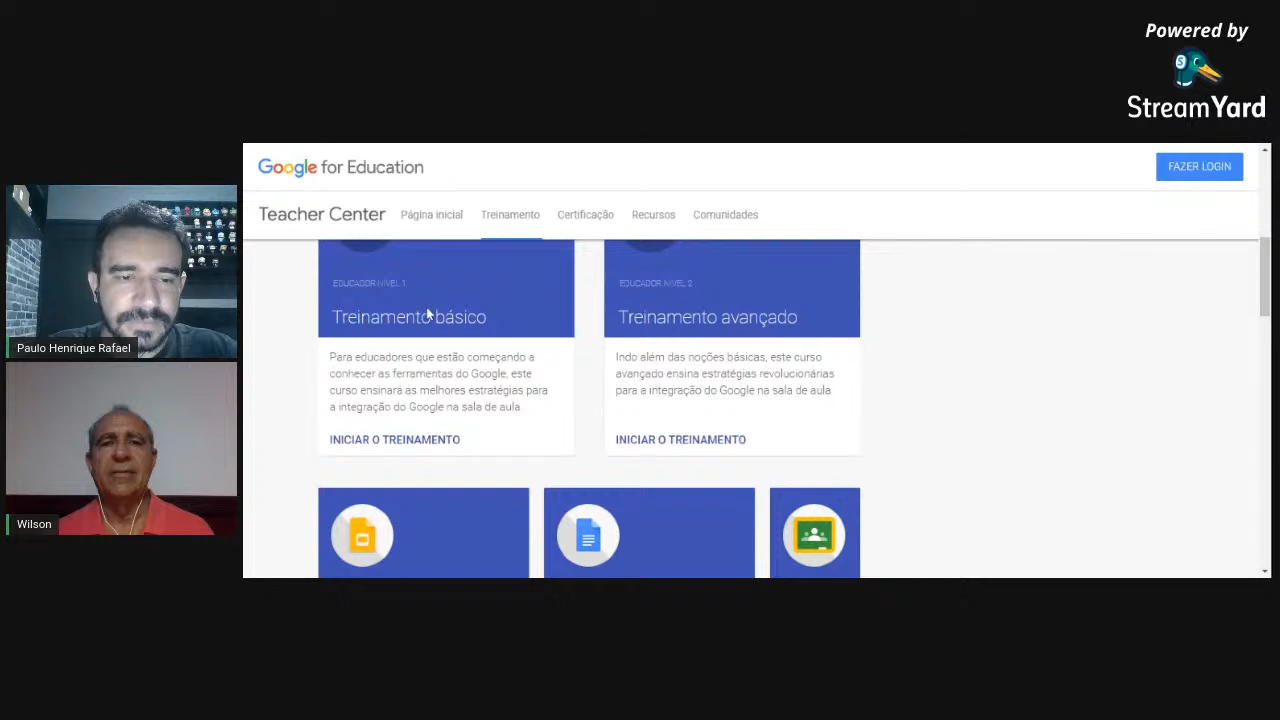 Powered by
StreamYard
Google for Education
FAZER LOGIN
Teacher Center
Página inicial
Treinamento
Certificação
Recursos
Comunidades
EDUCADOR NÍVEL 1
Treinamento básico
Para educadores que estão começando a
conhecer as ferramentas do Google, este
curso ensinará as melhores estratégias para
a integração do Google na sala de aula
INICIAR O TREINAMENTO
EDUCADOR NÍVEL 2
Treinamento avançado
Indo além das noções básicas, este curso
avançado ensina estratégias revolucionárias
para a integração do Google na sala de aula
INICIAR O TREINAMENTO
Paulo Henrique Rafael
Wilson